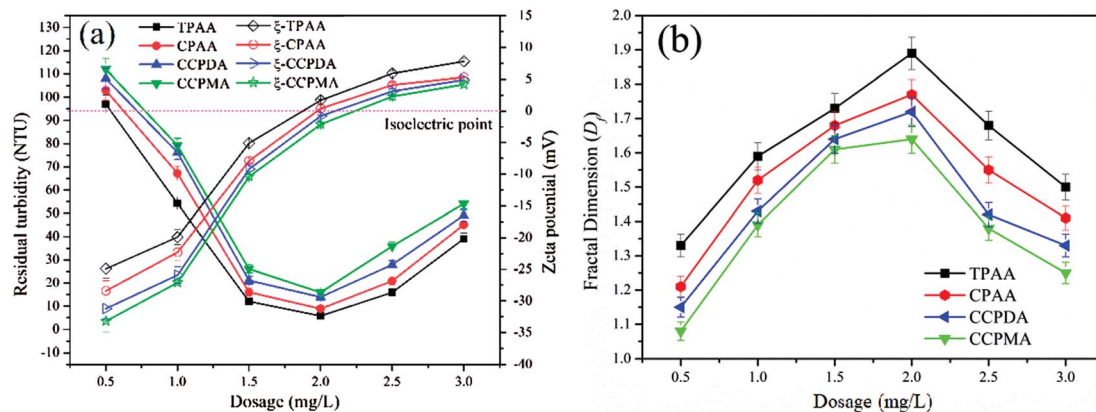 (a)
TPAA
CPAA
CCPDA
CCPMA
ξ-TPAA
ξ-CPAA
ξ-CCPDA
ξ-CCPMA
Isoelectric point
Residual turbidity (NTU)
130
120
110
100
90
80
70
60
50
40
30
20
10
0
-10
Zeta potential (mV)
15
10
5
0
-5
-10
-15
-20
-25
-30
-35
-40
0.5 1.0 1.5 2.0 2.5 3.0
Dosage (mg/L)
(b)
Fractal Dimension (Df)
2.0
1.9
1.8
1.7
1.6
1.5
1.4
1.3
1.2
1.1
1.0
TPAA
CPAA
CCPDA
CCPMA
0.5 1.0 1.5 2.0 2.5 3.0
Dosage (mg/L)